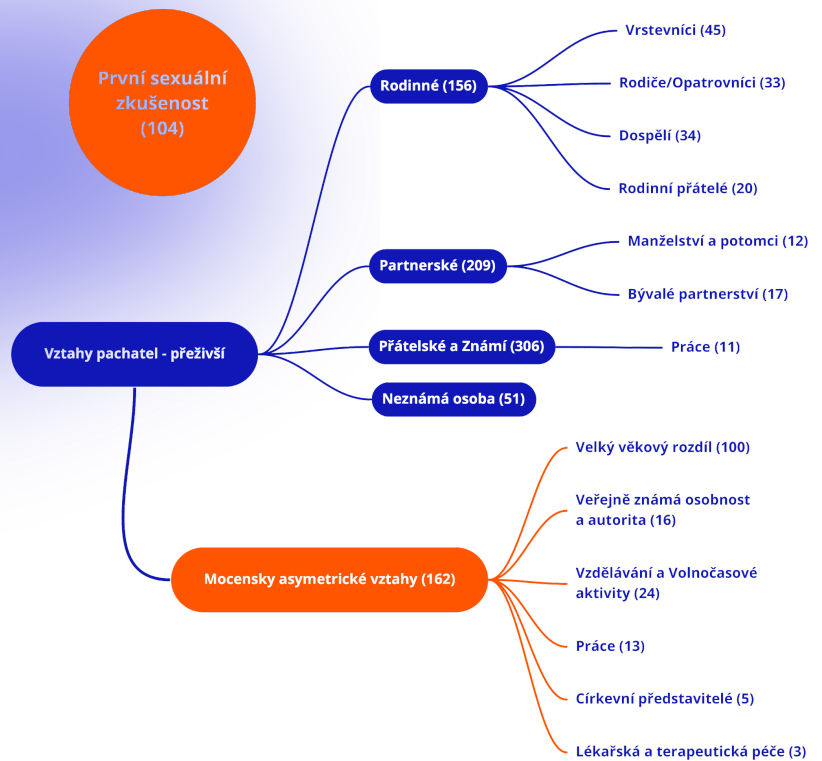 První sexuální
zkušenost
(104)
Vztahy pachatel - přeživší
Rodinné (156)
Vrstevníci (45)
Rodiče/Opatrovníci (33)
Dospělí (34)
Rodinní přátelé (20)
Partnerské (209)
Manželství a potomci (12)
Bývalé partnerství (17)
Přátelské a Známí (306)
Práce (11)
Neznámá osoba (51)
Mocensky asymetrické vztahy (162)
Velký věkový rozdíl (100)
Veřejně známá osobnost
a autorita (16)
Vzdělávání a Volnočasové
aktivity (24)
Práce (13)
Církevní představitelé (5)
Lékařská a terapeutická péče (3)